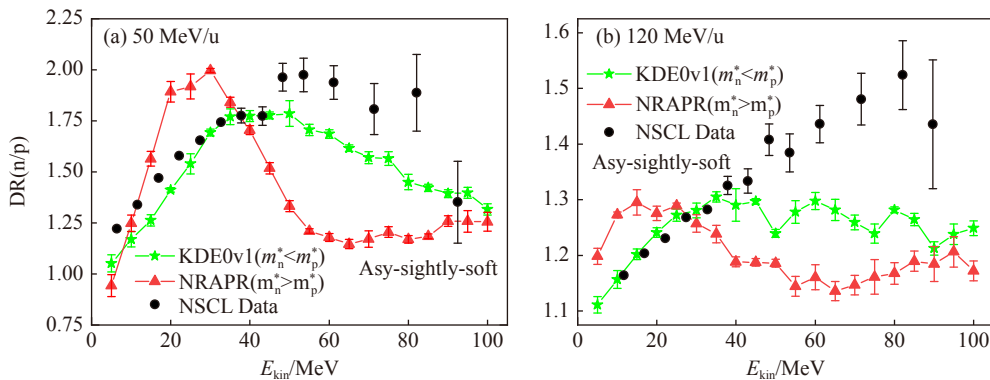 (a) 50 MeV/u
DR(n/p)
2.25
2.00
1.75
1.50
1.25
1.00
0.75
KDE0v1(m*n<m*p)
NRAPR(m*n>m*p)
NSCL Data
Asy-sightly-soft
0 20 40 60 80 100
Ekin/MeV
(b) 120 MeV/u
1.6
1.5
1.4
1.3
1.2
1.1
KDE0v1(m*n<m*p)
NRAPR(m*n>m*p)
NSCL Data
Asy-sightly-soft
0 20 40 60 80 100
Ekin/MeV